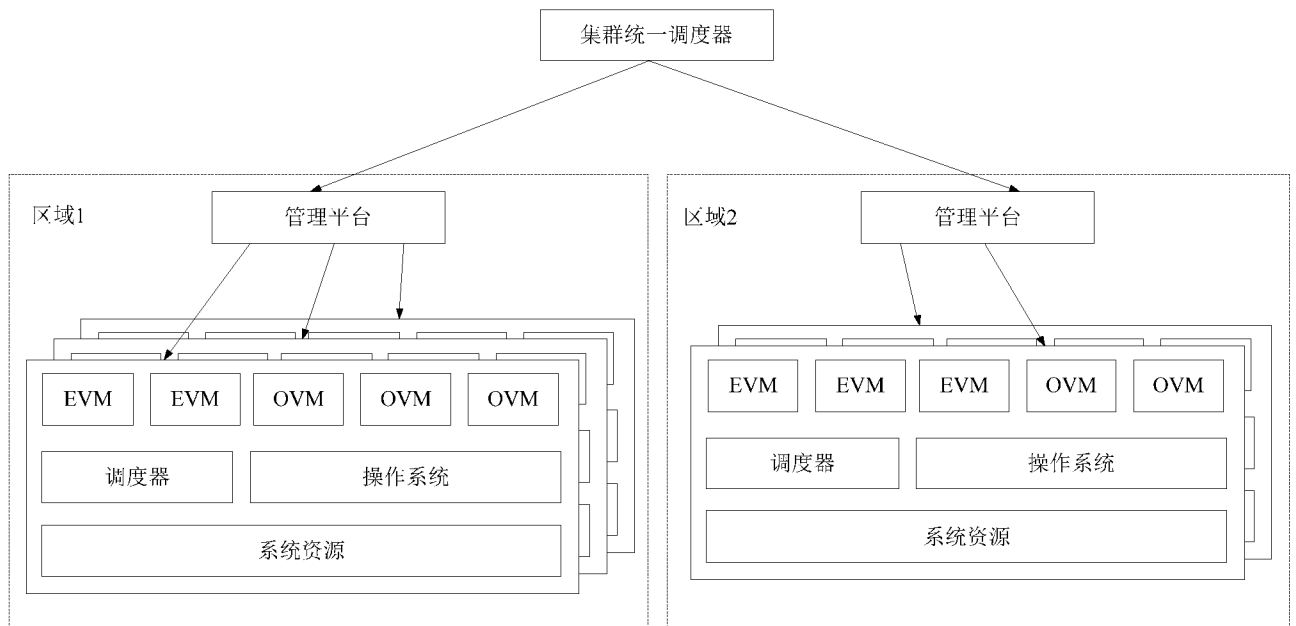 集群统一调度器
区域1
管理平台
EVM EVM OVM OVM OVM
调度器 操作系统
系统资源
区域2
管理平台
EVM EVM EVM OVM OVM
调度器 操作系统
系统资源